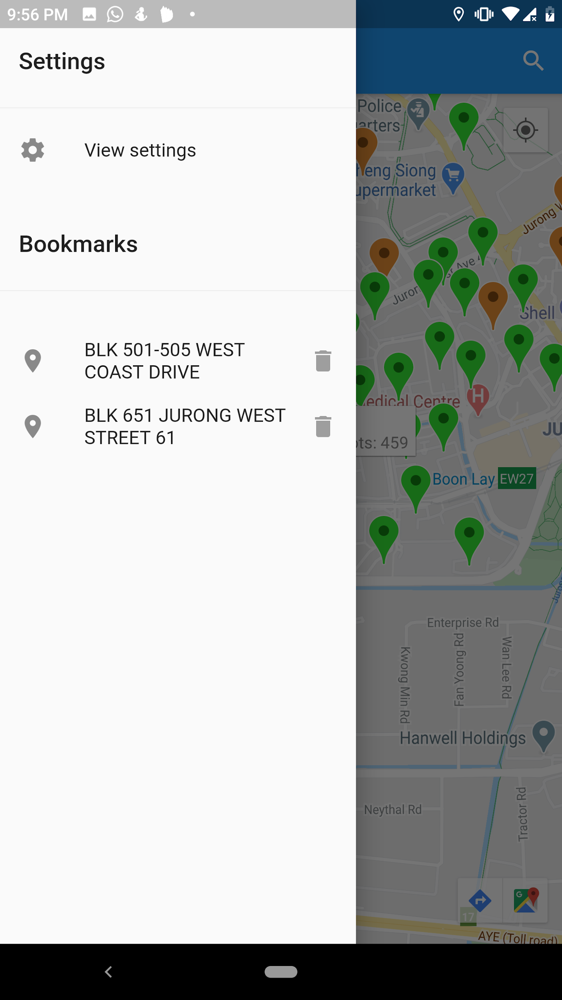 9:56 PM
Settings
View settings
Bookmarks
BLK 501-505 WEST
COAST DRIVE
BLK 651 JURONG WEST
STREET 61
Police
arters
heng Siong
upermarket
Jurong
Ave 4
Juron
Shell
edical Centre
H
JU
ots: 459
Boon Lay EW27
Enterprise Rd
Kwong Min Rd
Fan Yoong Rd
Wan Lee Rd
Juron
Hanwell Holdings
Neythal Rd
Tractor Rd
G
17
AYE (Toll road)